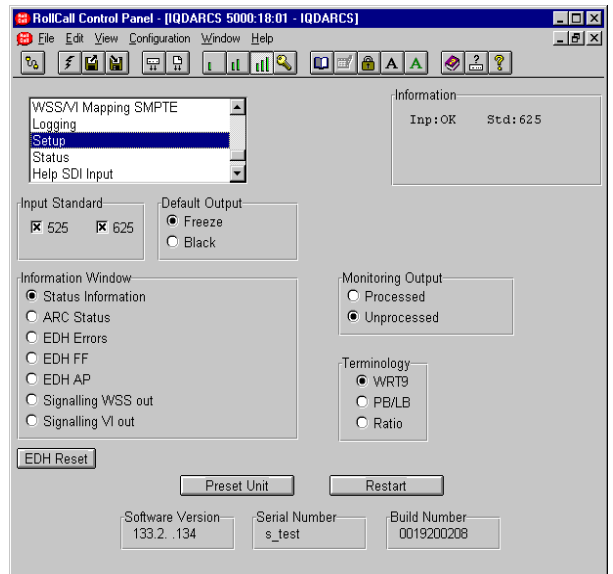 RollCall Control Panel - [IQDARCS 5000:18:01 - IQDARCS]
File Edit View Configuration Window Help
A A ?
WSS/VI Mapping SMPTE
Logging
Setup
Status
Help SDI Input
Information
Inp:OK Std:625
Input Standard
525 625
Default Output
Freeze
Black
Information Window
Status Information
ARC Status
EDH Errors
EDH FF
EDH AP
Signalling WSS out
Signalling VI out
Monitoring Output
Processed
Unprocessed
Terminology
WRT9
PB/LB
Ratio
EDH Reset
Preset Unit Restart
Software Version
133.2. .134
Serial Number
s_test
Build Number
0019200208